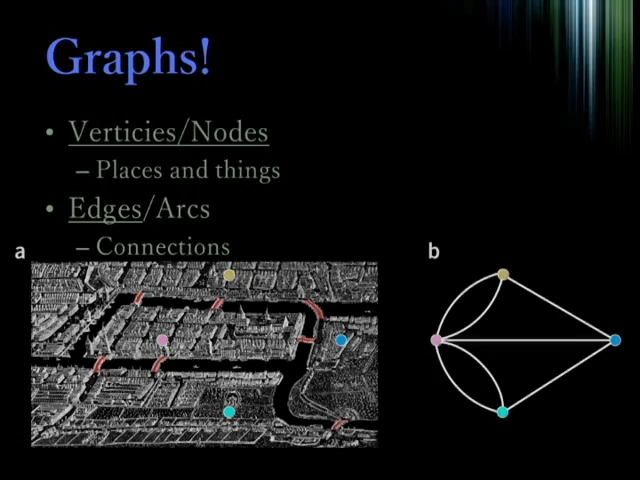 Graphs!
• Verticies/Nodes
– Places and things
• Edges/Arcs
– Connections
a
b